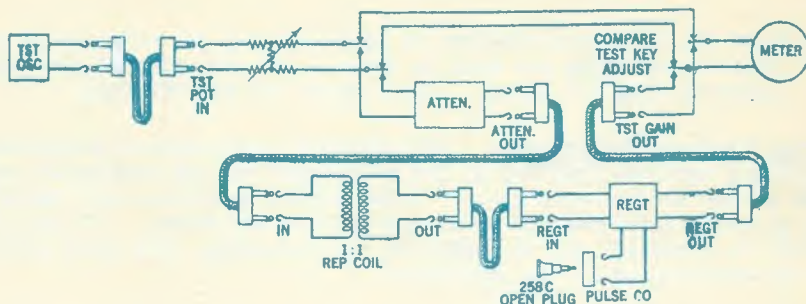 TST
OSC
TST
POT
IN
ATTEN.
ATTEN.
OUT
COMPARE
TEST KEY
ADJUST
METER
TST GAIN
OUT
IN
1:1
REP COIL
OUT
REGT
IN
REGT
REGT
OUT
258C
OPEN PLUG
PULSE CO